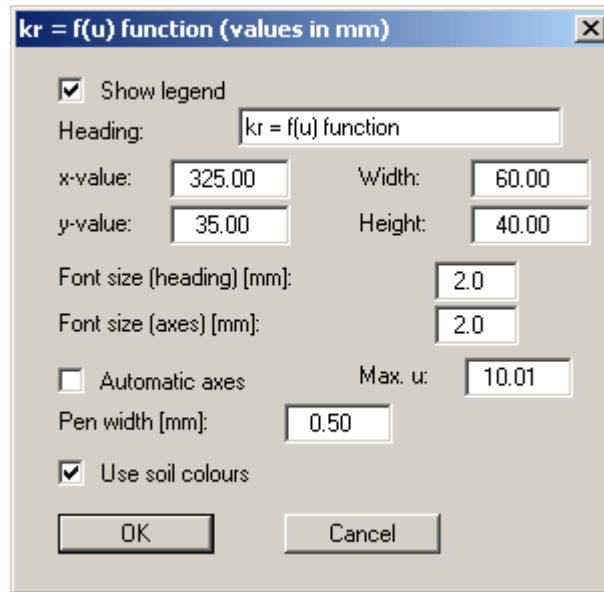 kr = f(u) function (values in mm)
Show legend
Heading: kr = f(u) function
x-value: 325.00 Width: 60.00
y-value: 35.00 Height: 40.00
Font size (heading) [mm]: 2.0
Font size (axes) [mm]: 2.0
Automatic axes Max. u: 10.01
Pen width [mm]: 0.50
Use soil colours
OK Cancel